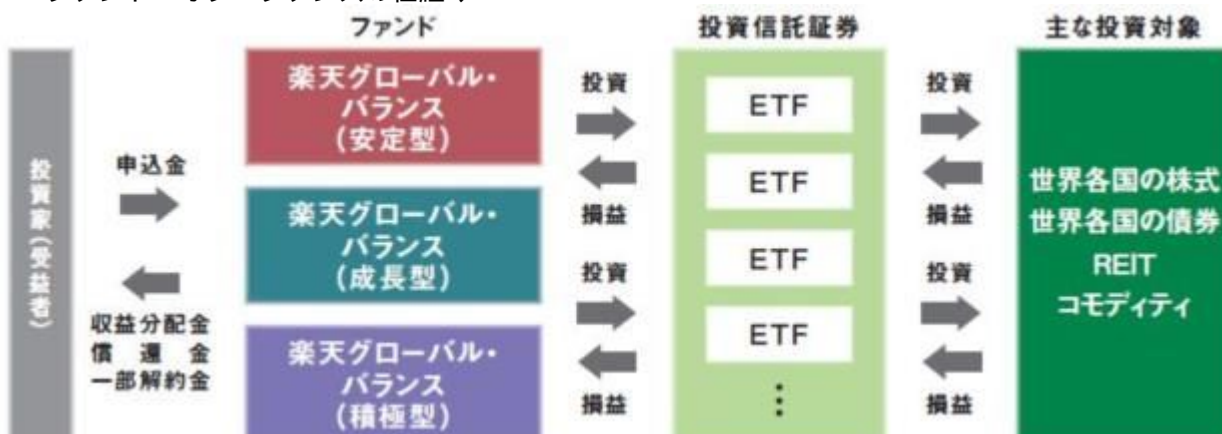 ファンド
投資信託証券
主な投資対象
投資家(受益者)
申込金
収益分配金
償還金
一部解約金
楽天グローバル・
バランス
(安定型)
楽天グローバル・
バランス
(成長型)
楽天グローバル・
バランス
(積極型)
投資
損益
投資
損益
ETF
ETF
ETF
ETF
⋮
投資
損益
投資
損益
世界各国の株式
世界各国の債券
REIT
コモディティ